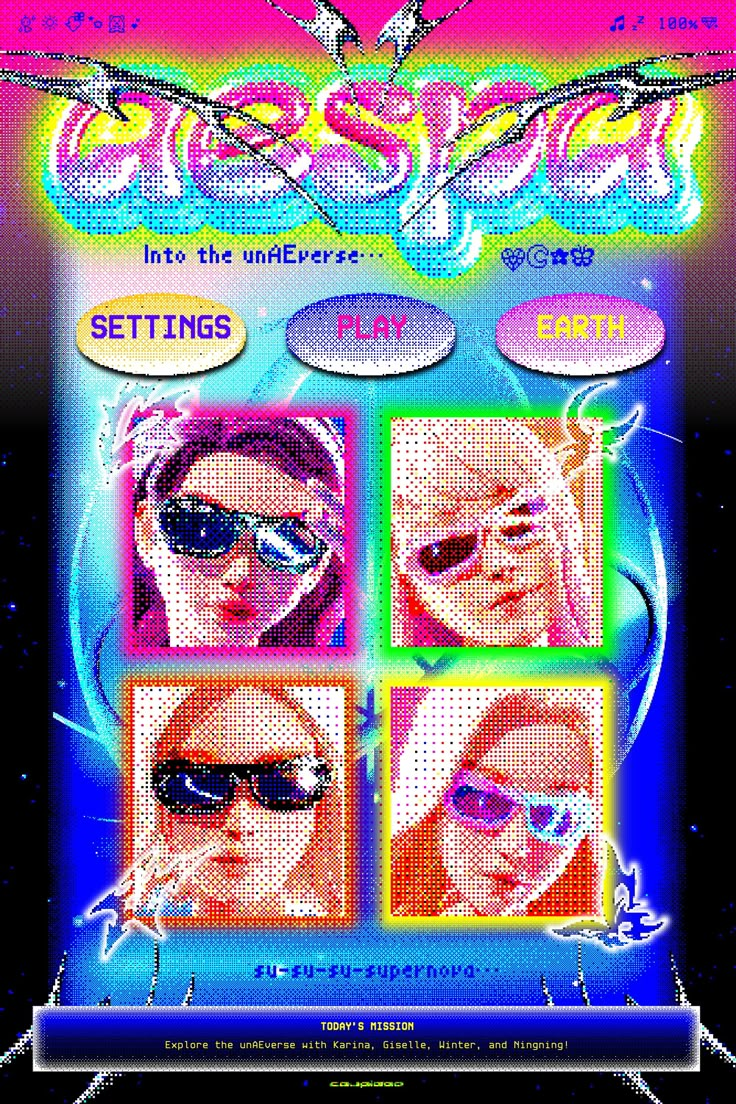 100%
aespa
Into the unAEverse...
SETTINGS
PLAY
EARTH
su-su-su-supernova...
TODAY'S MISSION
Explore the unAEverse with Karina, Giselle, Winter, and Ningning!